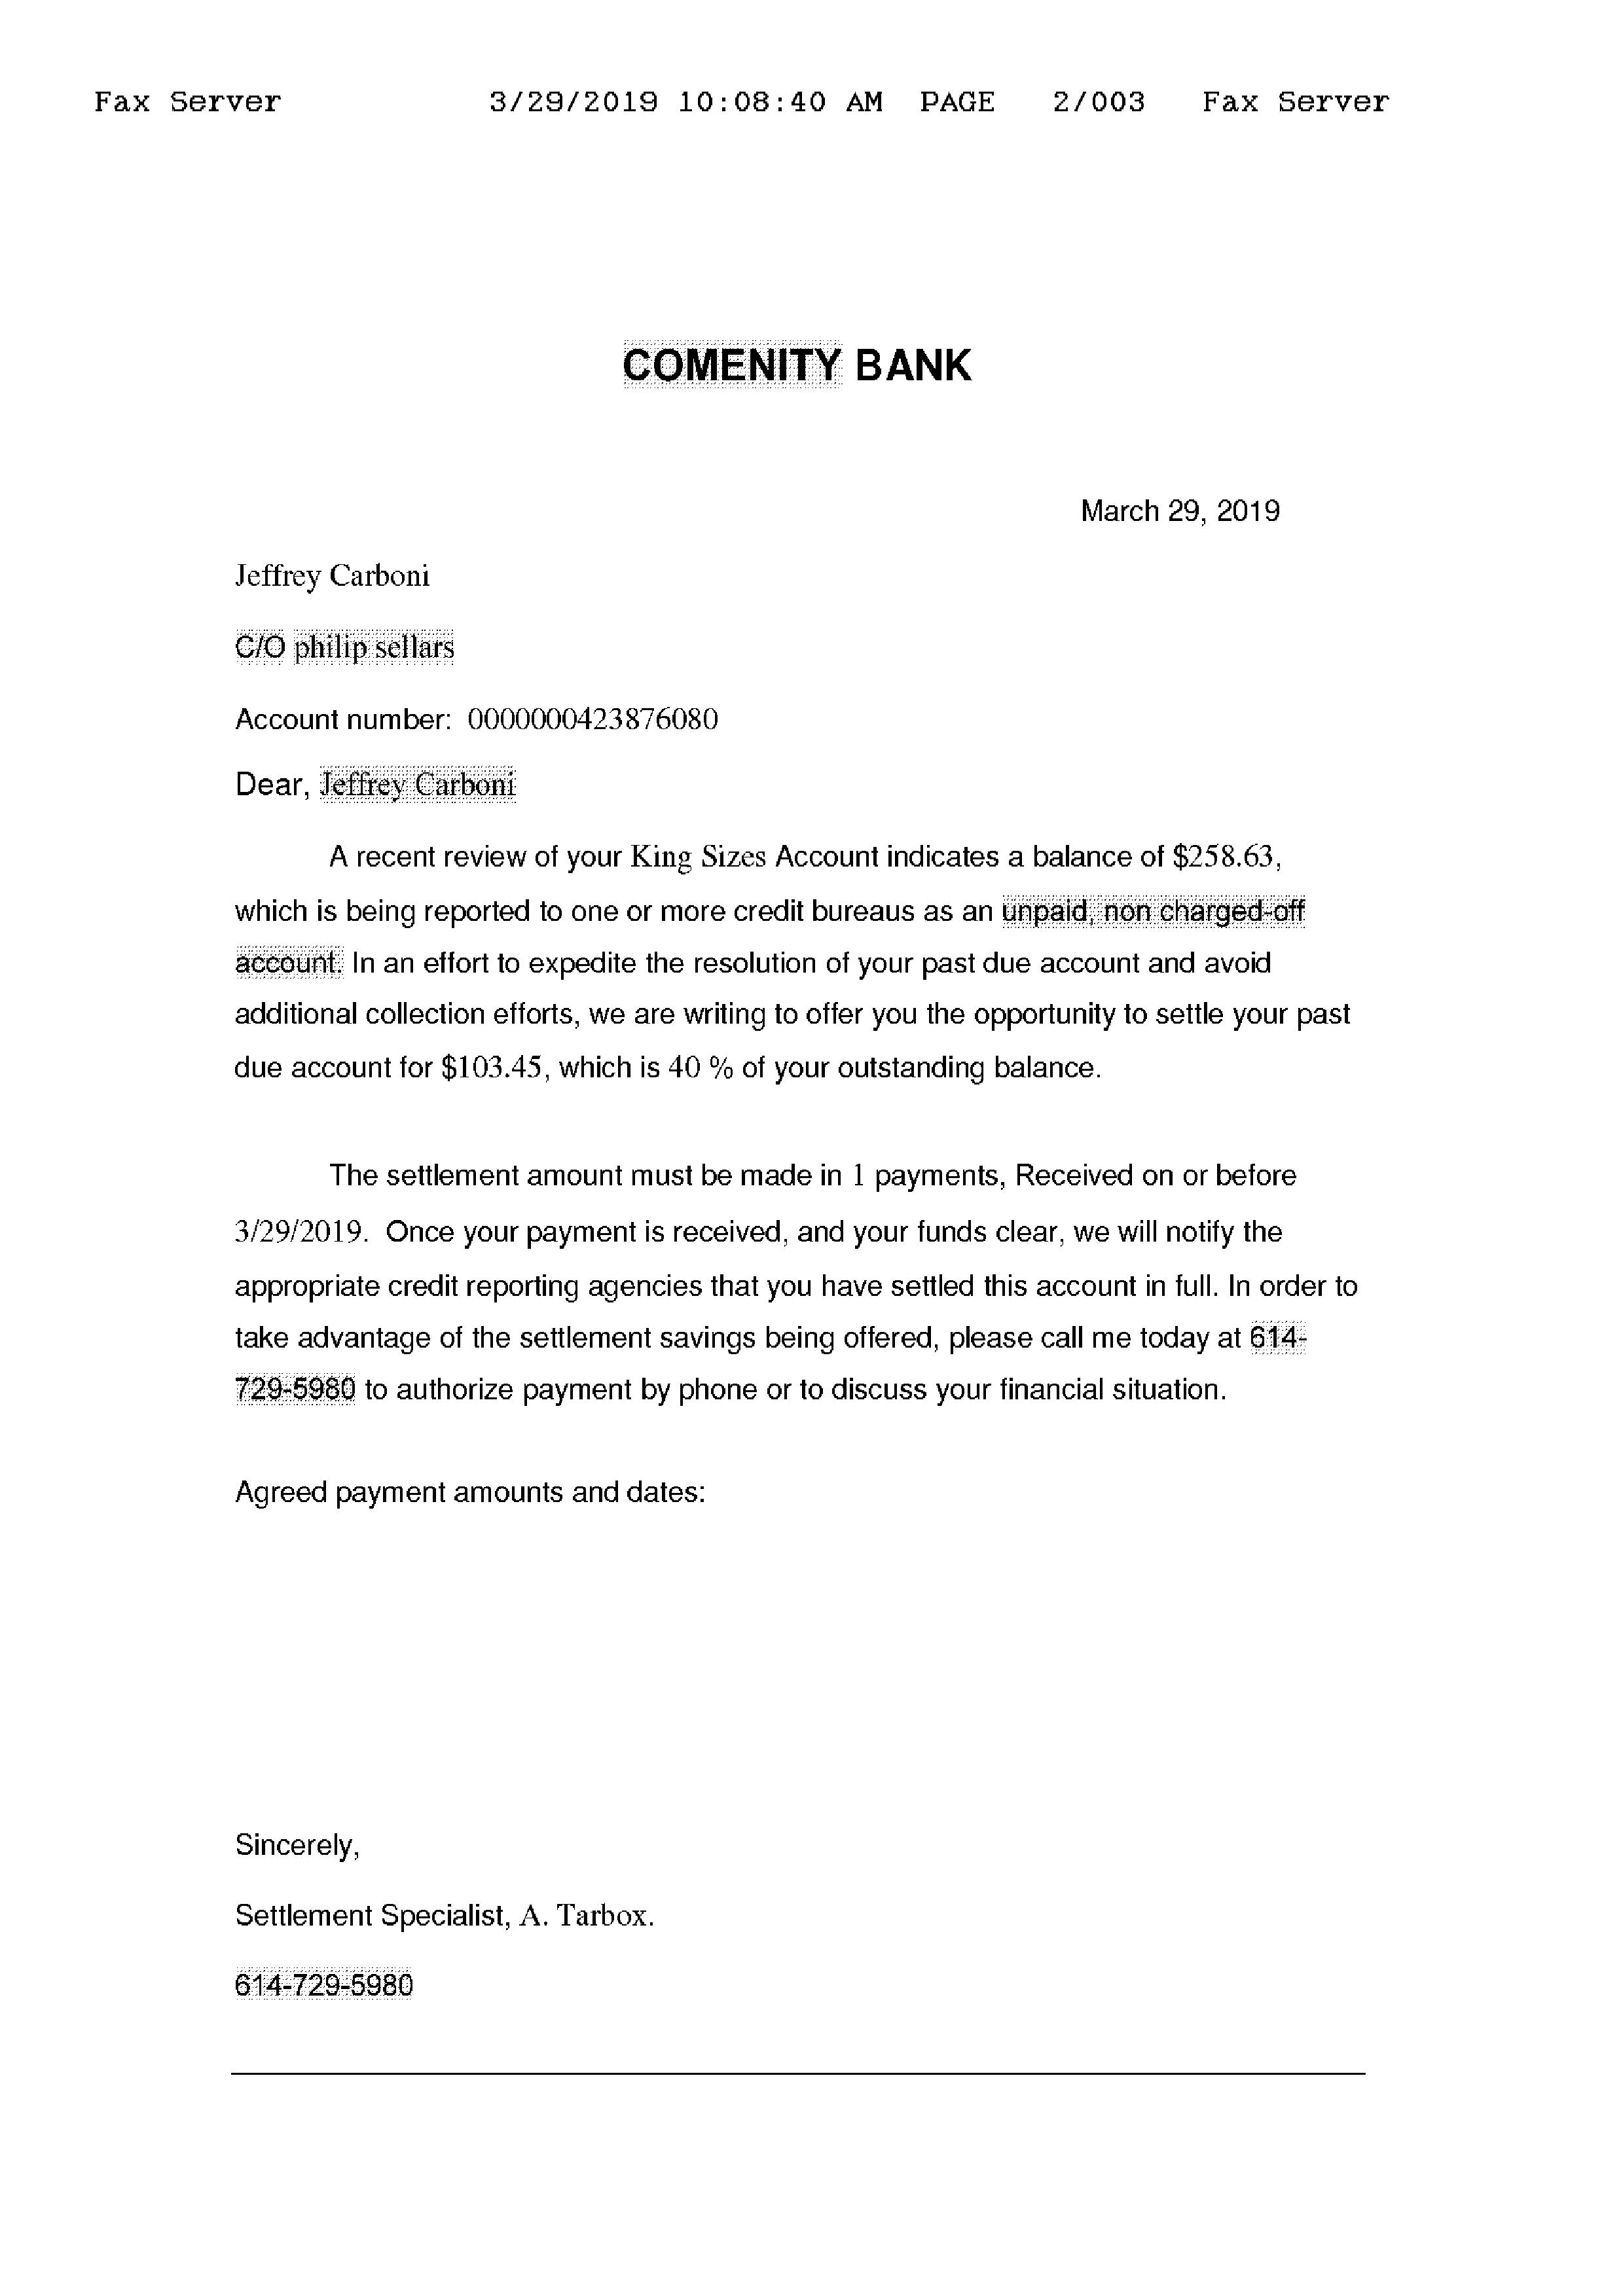 Fax Server 3/29/2019 10:08:40 AM PAGE 2/003 Fax Server
COMENITY BANK
March 29, 2019
Jeffrey Carboni
C/O philip sellars
Account number: 0000000423876080
Dear, Jeffrey Carboni
A recent review of your King Sizes Account indicates a balance of $258.63,
which is being reported to one or more credit bureaus as an unpaid, non charged-off
account. In an effort to expedite the resolution of your past due account and avoid
additional collection efforts, we are writing to offer you the opportunity to settle your past
due account for $103.45, which is 40 % of your outstanding balance.
The settlement amount must be made in 1 payments, Received on or before
3/29/2019. Once your payment is received, and your funds clear, we will notify the
appropriate credit reporting agencies that you have settled this account in full. In order to
take advantage of the settlement savings being offered, please call me today at 614-
729-5980 to authorize payment by phone or to discuss your financial situation.
Agreed payment amounts and dates:
Sincerely,
Settlement Specialist, A. Tarbox.
614-729-5980